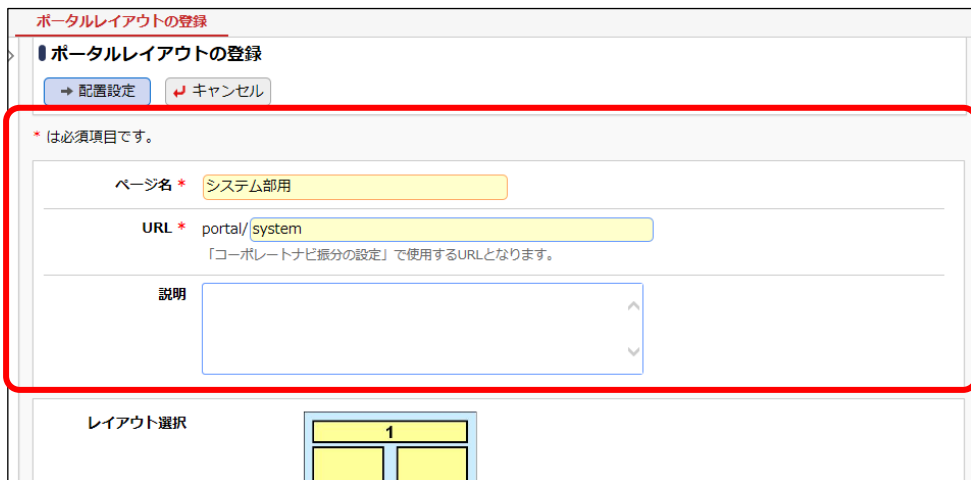 ポータルレイアウトの登録
ポータルレイアウトの登録
配置設定 キャンセル
* は必須項目です。
ページ名 * システム部用
URL * portal/ system
「コーポレートナビ振分の設定」で使用するURLとなります。
説明
レイアウト選択
1